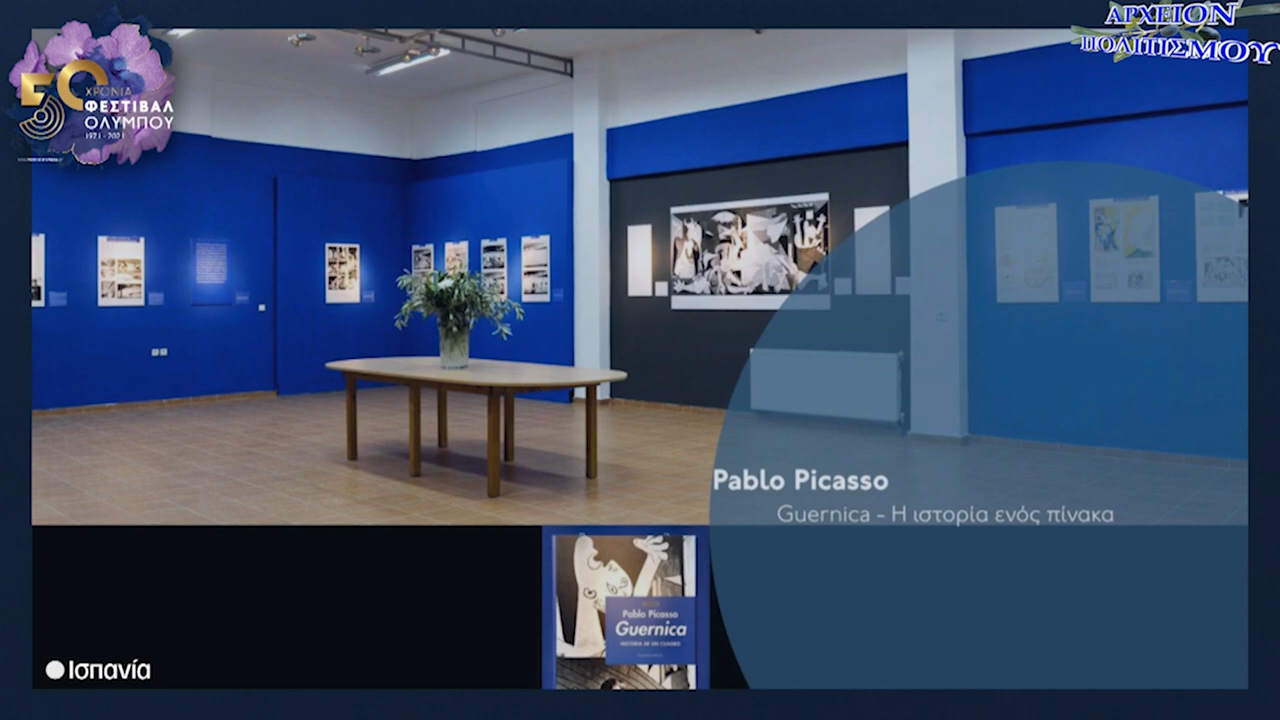 50
ΧΡΟΝΙΑ
ΦΕΣΤΙΒΑΛ
ΟΛΥΜΠΟΥ
1971 - 2021
ΑΡΧΕΙΟΝ
ΠΟΛΙΤΙΣΜΟΥ
Pablo Picasso
Guernica - Η ιστορία ενός πίνακα
Pablo Picasso
Guernica
HISTORIA DE UN CUADRO
Ισπανία